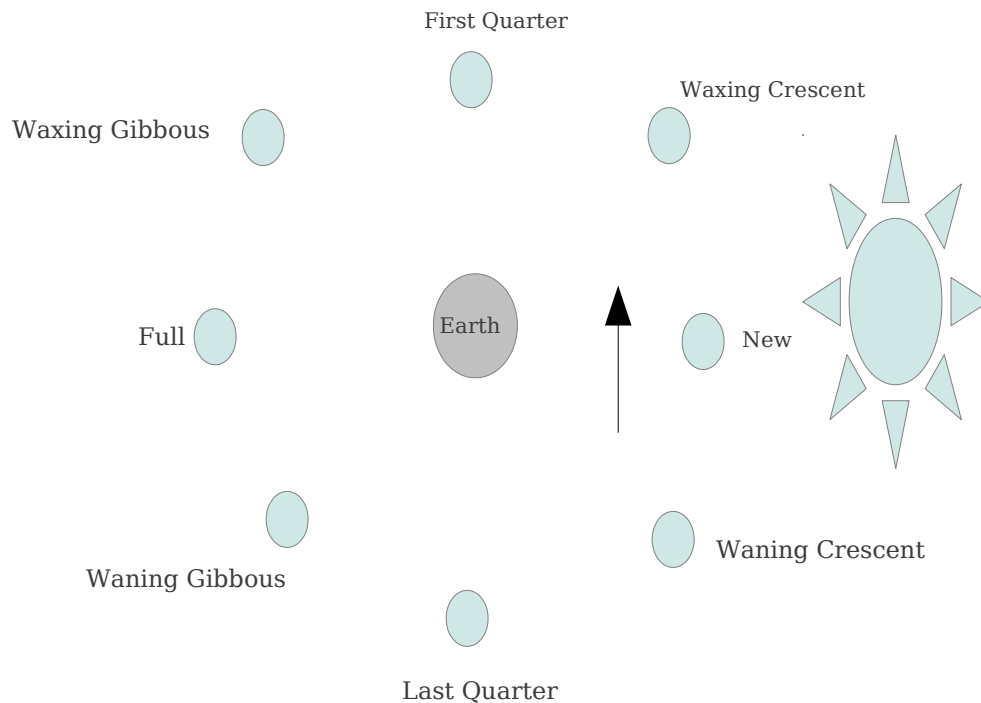 First Quarter
Waxing Crescent
Waxing Gibbous
Earth
Full
New
Waning Crescent
Waning Gibbous
Last Quarter